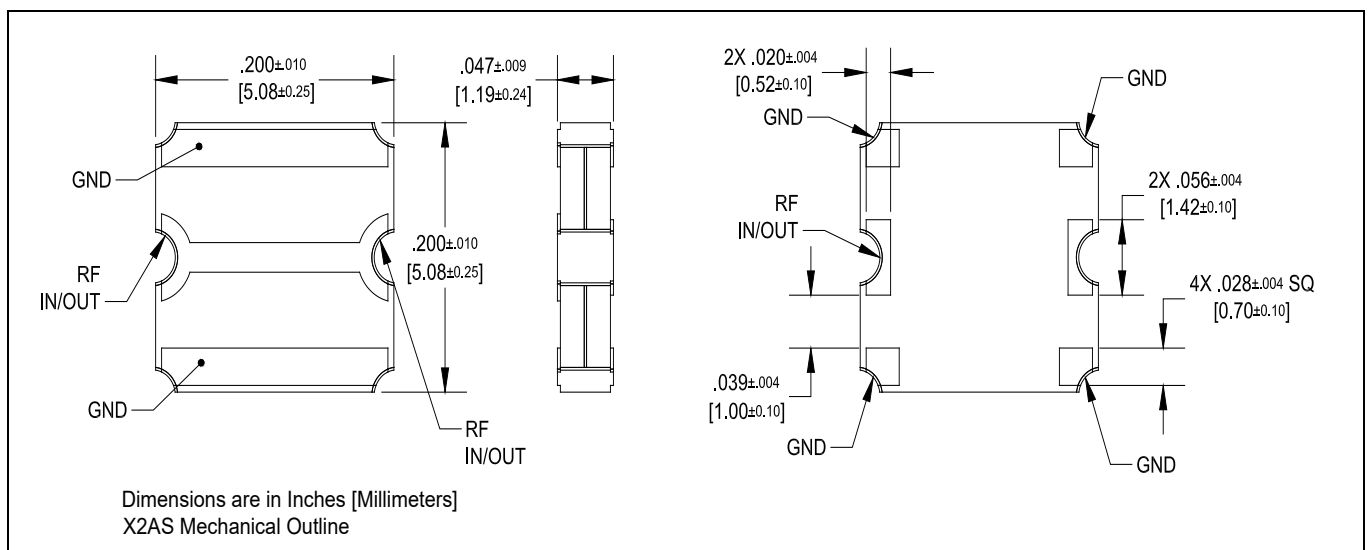 .200±.010
[5.08±0.25]
.047±.009
[1.19±0.24]
GND
.200±.010
[5.08±0.25]
RF
IN/OUT
GND
RF
IN/OUT
2X .020±.004
[0.52±0.10]
GND
GND
2X .056±.004
[1.42±0.10]
RF
IN/OUT
4X .028±.004 SQ
[0.70±0.10]
.039±.004
[1.00±0.10]
GND
GND
Dimensions are in Inches [Millimeters]
X2AS Mechanical Outline